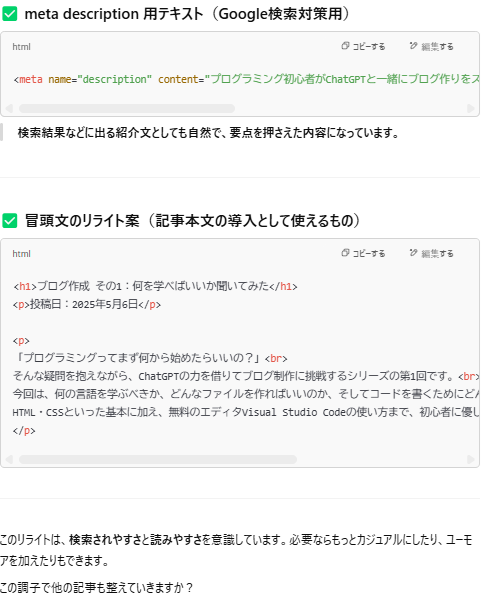 ✅ meta description 用テキスト（Google検索対策用）
html
コピーする
編集する
<meta name="description" content="プログラミング初心者がChatGPTと一緒にブログ作りをス
検索結果などに出る紹介文としても自然で、要点を押さえた内容になっています。
✅ 冒頭文のリライト案（記事本文の導入として使えるもの）
html
コピーする
編集する
<h1>ブログ作成 その1：何を学べばいいか聞いてみた</h1>
<p>投稿日：2025年5月6日</p>
<p>
「プログラミングってまず何から始めたらいいの？」<br>
そんな疑問を抱えながら、ChatGPTの力を借りてブログ制作に挑戦するシリーズの第1回です。<br>
今回は、何の言語を学ぶべきか、どんなファイルを作ればいいのか、そしてコードを書くためにどん
HTML・CSSといった基本に加え、無料のエディタVisual Studio Codeの使い方まで、初心者に優し
</p>
このリライトは、検索されやすさと読みやすさを意識しています。必要ならもっとカジュアルにしたり、ユーモ
アを加えたりもできます。
この調子で他の記事も整えていきますか？